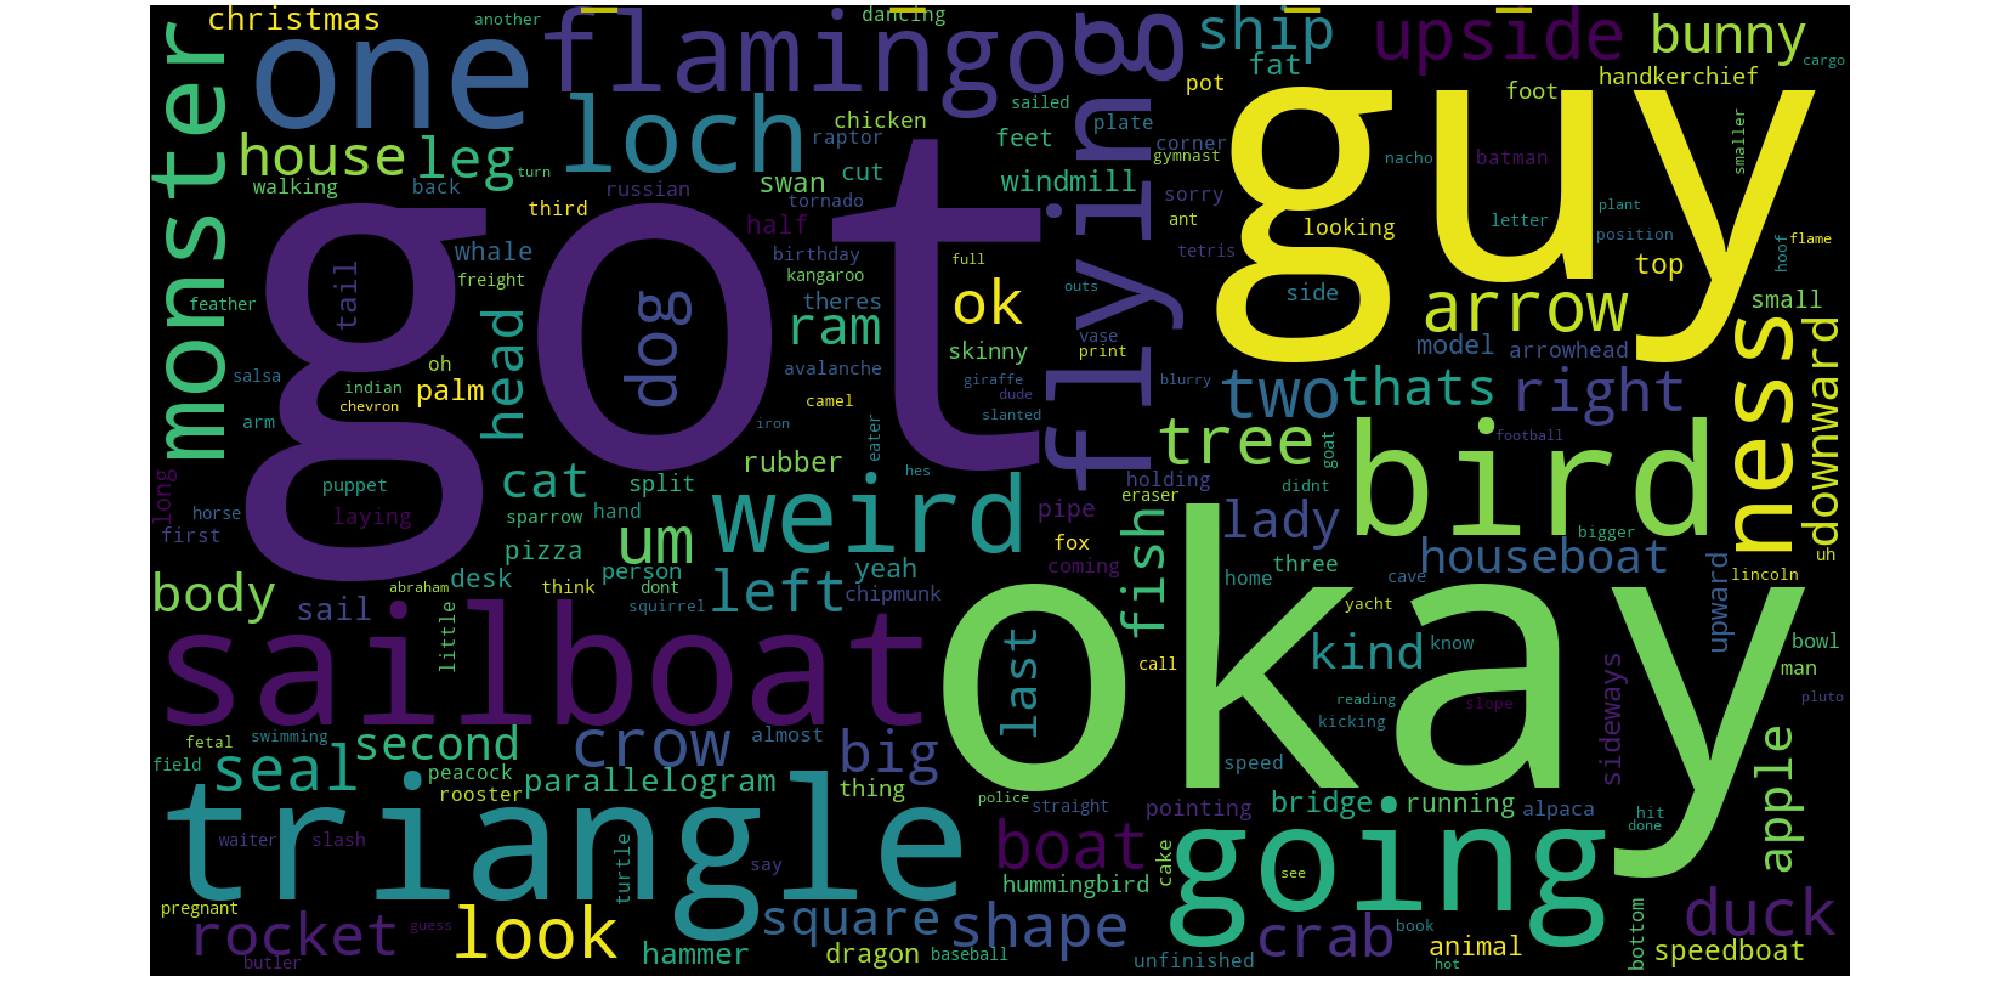 christmas
another
dancing
ship
upside
bunny
cargo
monster
one
flamingo
flying
fat
pot
handkerchief
foot
loch
sailed
chicken
raptor
feet
plate
corner
guy
smaller
house
leg
turn
cut
gymnast
nacho
batman
walking
back
russian
swan
windmill
sorry
tornado
third
half
ant
looking
letter
plant
position
flame
hoof
got
whale
birthday
tetris
top
tail
freight
kangaroo
full
feather
theres
ok
outs
side
small
dog
head
ram
arrow
ness
downward
oh
skinny
vase
print
model
arrowhead
salsa
indian
palm
avalanche
giraffe
dude
blurry
two
thats
right
chevron
camel
slanted
arm
iron
eater
tree
goat
bird
football
long
cat
rubber
hes
puppet
split
weird
holding
didnt
eraser
horse
laying
sparrow
hand
pipe
lady
first
um
fish
bigger
pizza
fox
houseboat
uh
body
abraham
desk
think
person
dont
yeah
coming
home
three
cave
lincoln
sail
squirrel
left
chipmunk
okay
yacht
upward
little
sailboat
last
call
kind
know
bowl
man
sideways
reading
pluto
slope
kicking
fetal
swimming
second
crow
almost
big
apple
field
seal
peacock
parallelogram
speed
rooster
thing
police
straight
pointing
bridge
running
alpaca
hit
done
triangle
waiter
slash
turtle
say
boat
cake
going
see
hummingbird
pregnant
rocket
guess
look
square
shape
crab
book
duck
butler
hammer
dragon
baseball
unfinished
animal
hot
bottom
speedboat